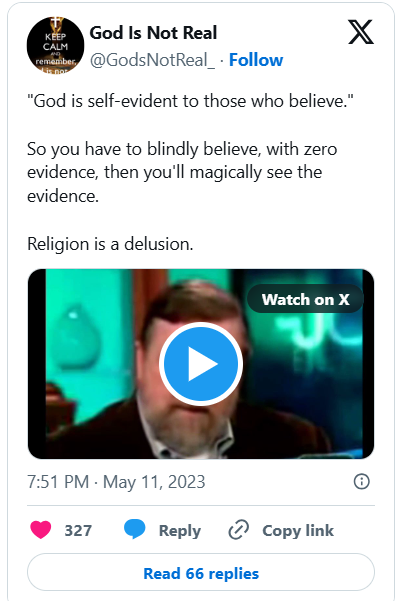 KEEP
CALM
AND
remember,
God Is Not Real
@GodsNotReal_ · Follow
X
"God is self-evident to those who believe."
So you have to blindly believe, with zero
evidence, then you'll magically see the
evidence.
Religion is a delusion.
Watch on X
7:51 PM · May 11, 2023
327
Reply
Copy link
Read 66 replies